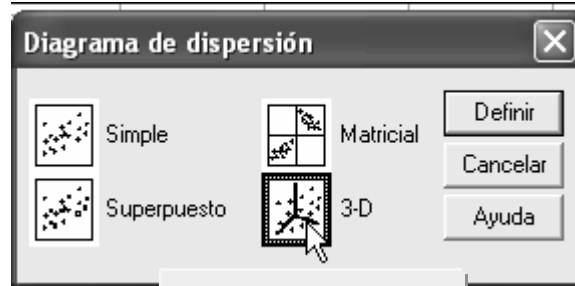 Diagrama de dispersión
Simple
Matricial
Definir
Cancelar
Superpuesto
3-D
Ayuda